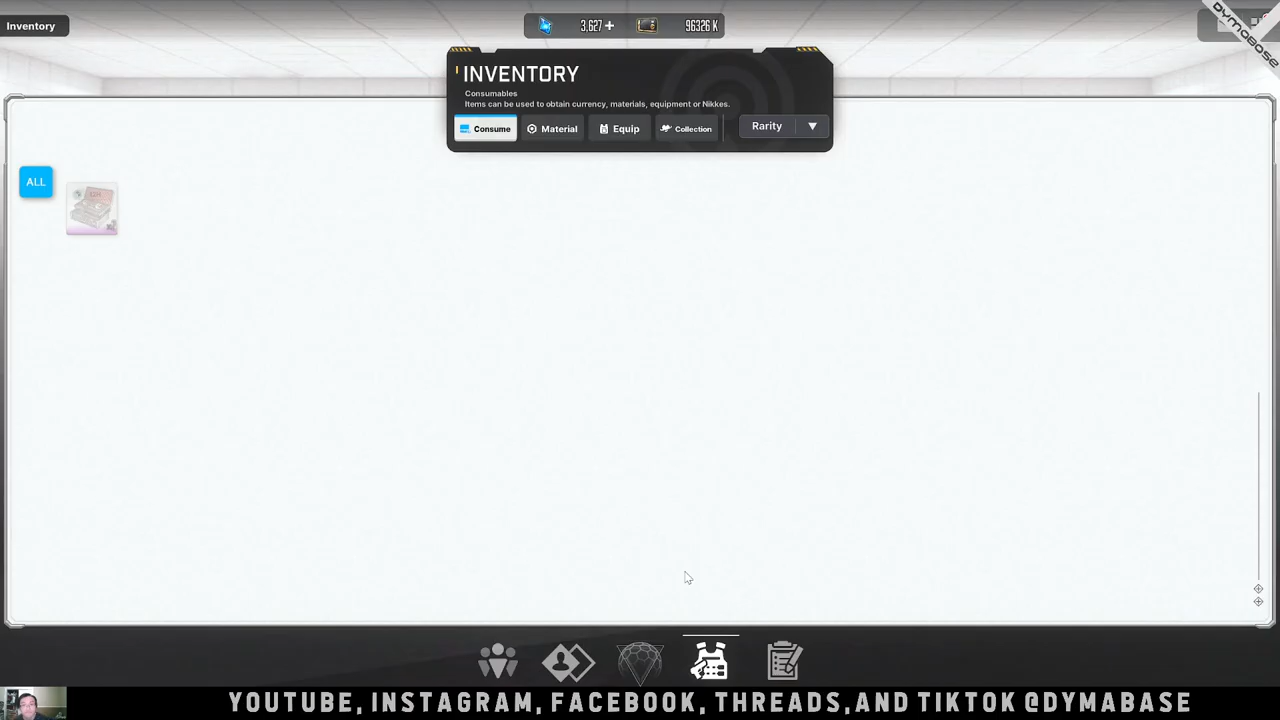 Inventory
3,627 +
96326 K
DYMABASE
INVENTORY
Consumables
Items can be used to obtain currency, materials, equipment or Nikkes.
Consume
Material
Equip
Collection
Rarity
ALL
YOUTUBE, INSTAGRAM, FACEBOOK, THREADS,AND TIKTOK @DYMABASE